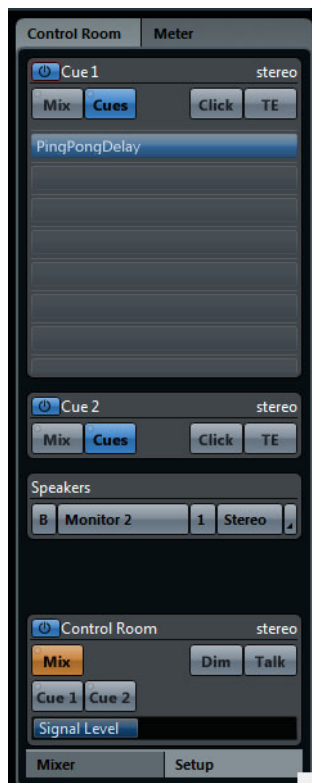 Control Room Meter
Cue 1 stereo
Mix Cues Click TE
PingPongDelay
Cue 2 stereo
Mix Cues Click TE
Speakers
B Monitor 2 1 Stereo
Control Room stereo
Mix Dim Talk
Cue 1 Cue 2
Signal Level
Mixer Setup